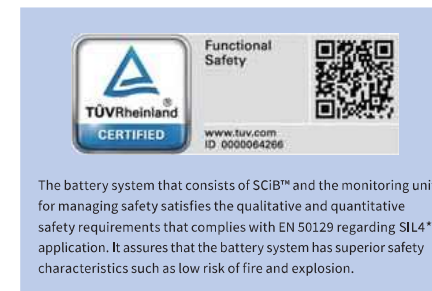 Functional
Safety
TÜVRheinland®
CERTIFIED
www.tuv.com
ID 0000064266
The battery system that consists of SCiB™ and the monitoring uni
for managing safety satisfies the qualitative and quantitative
safety requirements that complies with EN 50129 regarding SIL4*
application. It assures that the battery system has superior safety
characteristics such as low risk of fire and explosion.